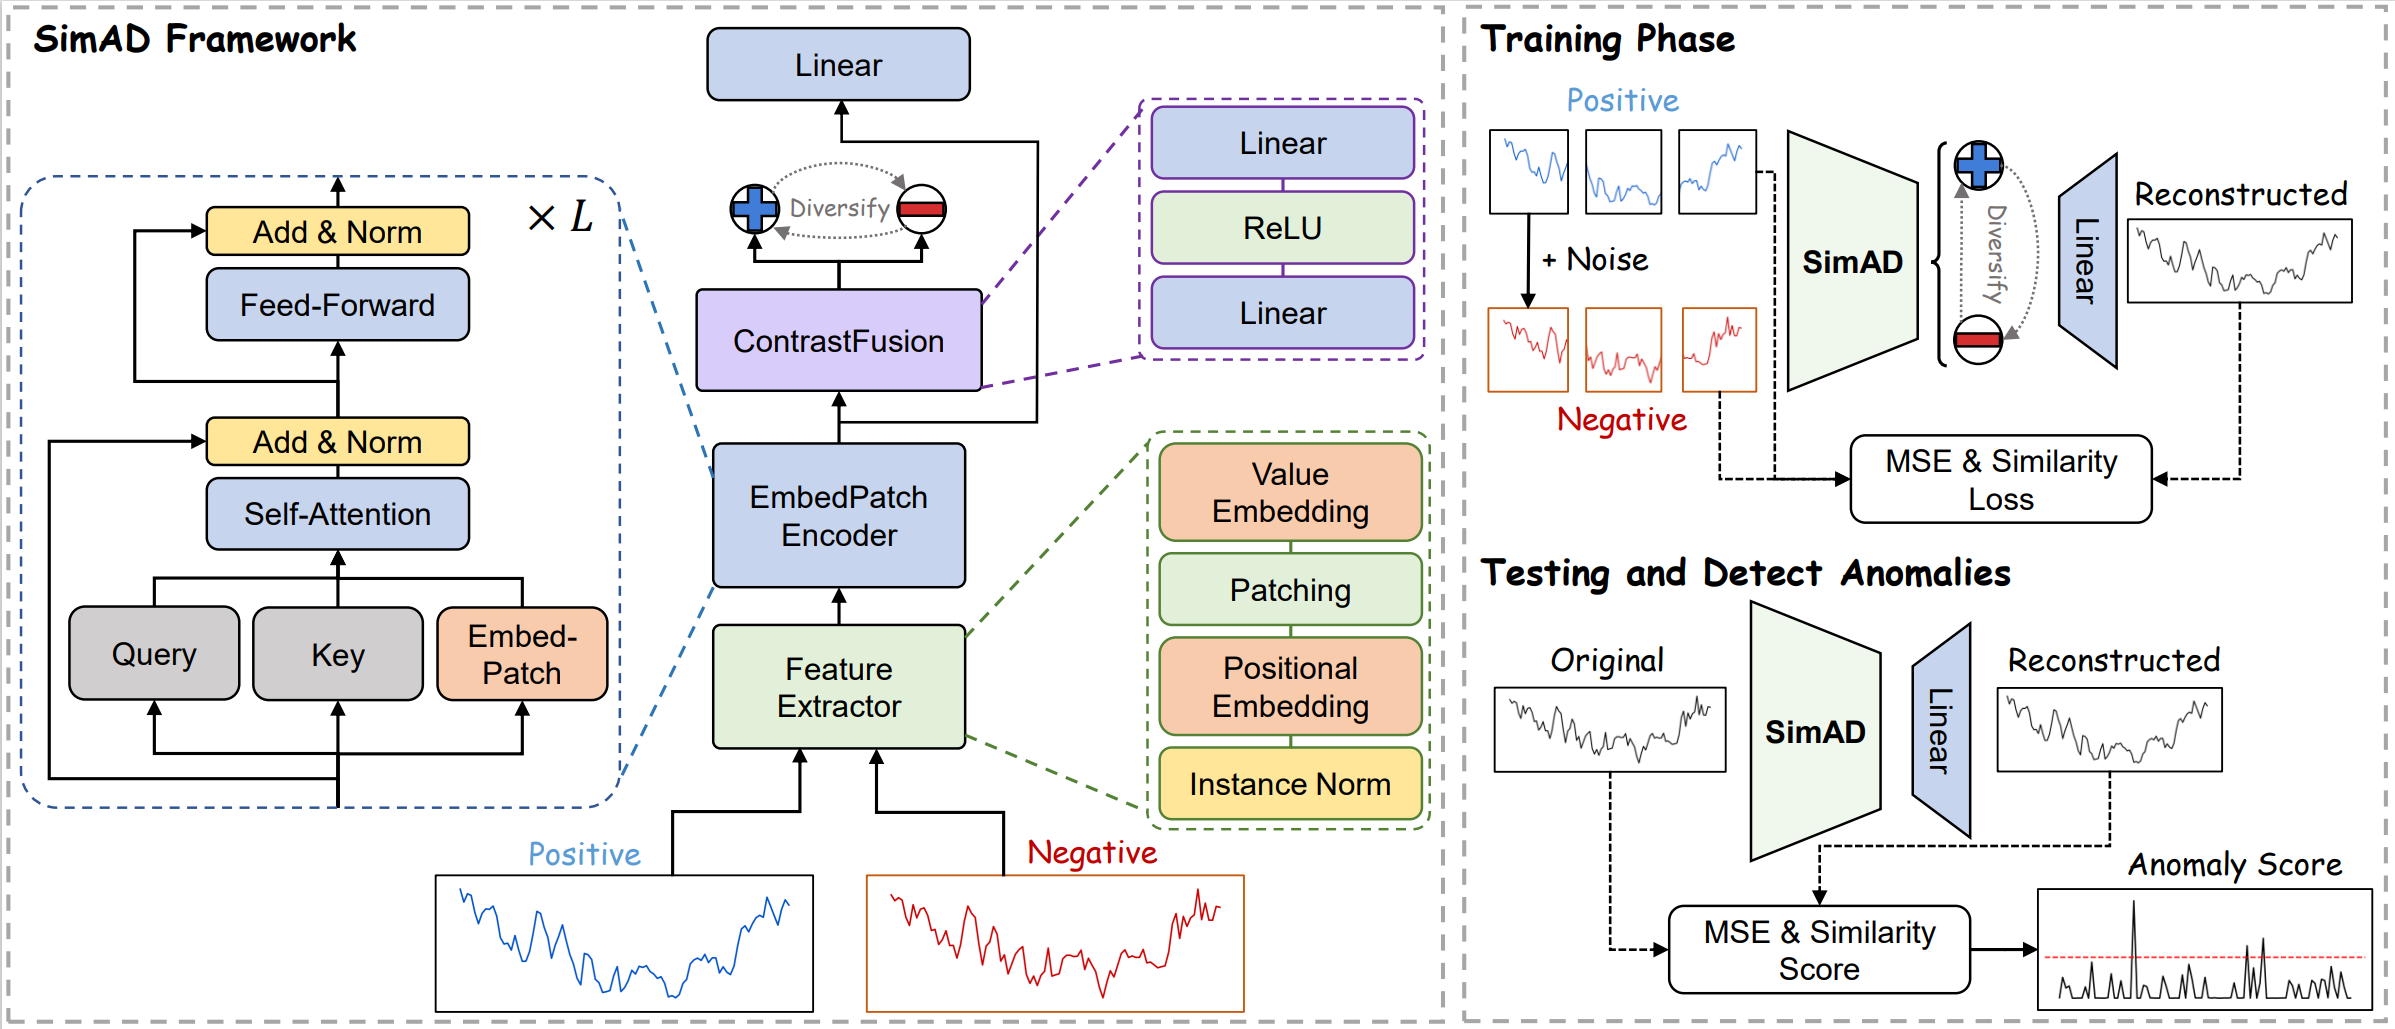 SimAD Framework
Linear
× L
Add & Norm
Feed-Forward
Add & Norm
Self-Attention
Query
Key
Embed-
Patch
Diversify
ContrastFusion
EmbedPatch
Encoder
Feature
Extractor
Linear
ReLU
Linear
Value
Embedding
Patching
Positional
Embedding
Instance Norm
Positive
Negative
Training Phase
Positive
+ Noise
Negative
SimAD
Diversify
Linear
Reconstructed
MSE & Similarity
Loss
Testing and Detect Anomalies
Original
SimAD
Linear
Reconstructed
MSE & Similarity
Score
Anomaly Score